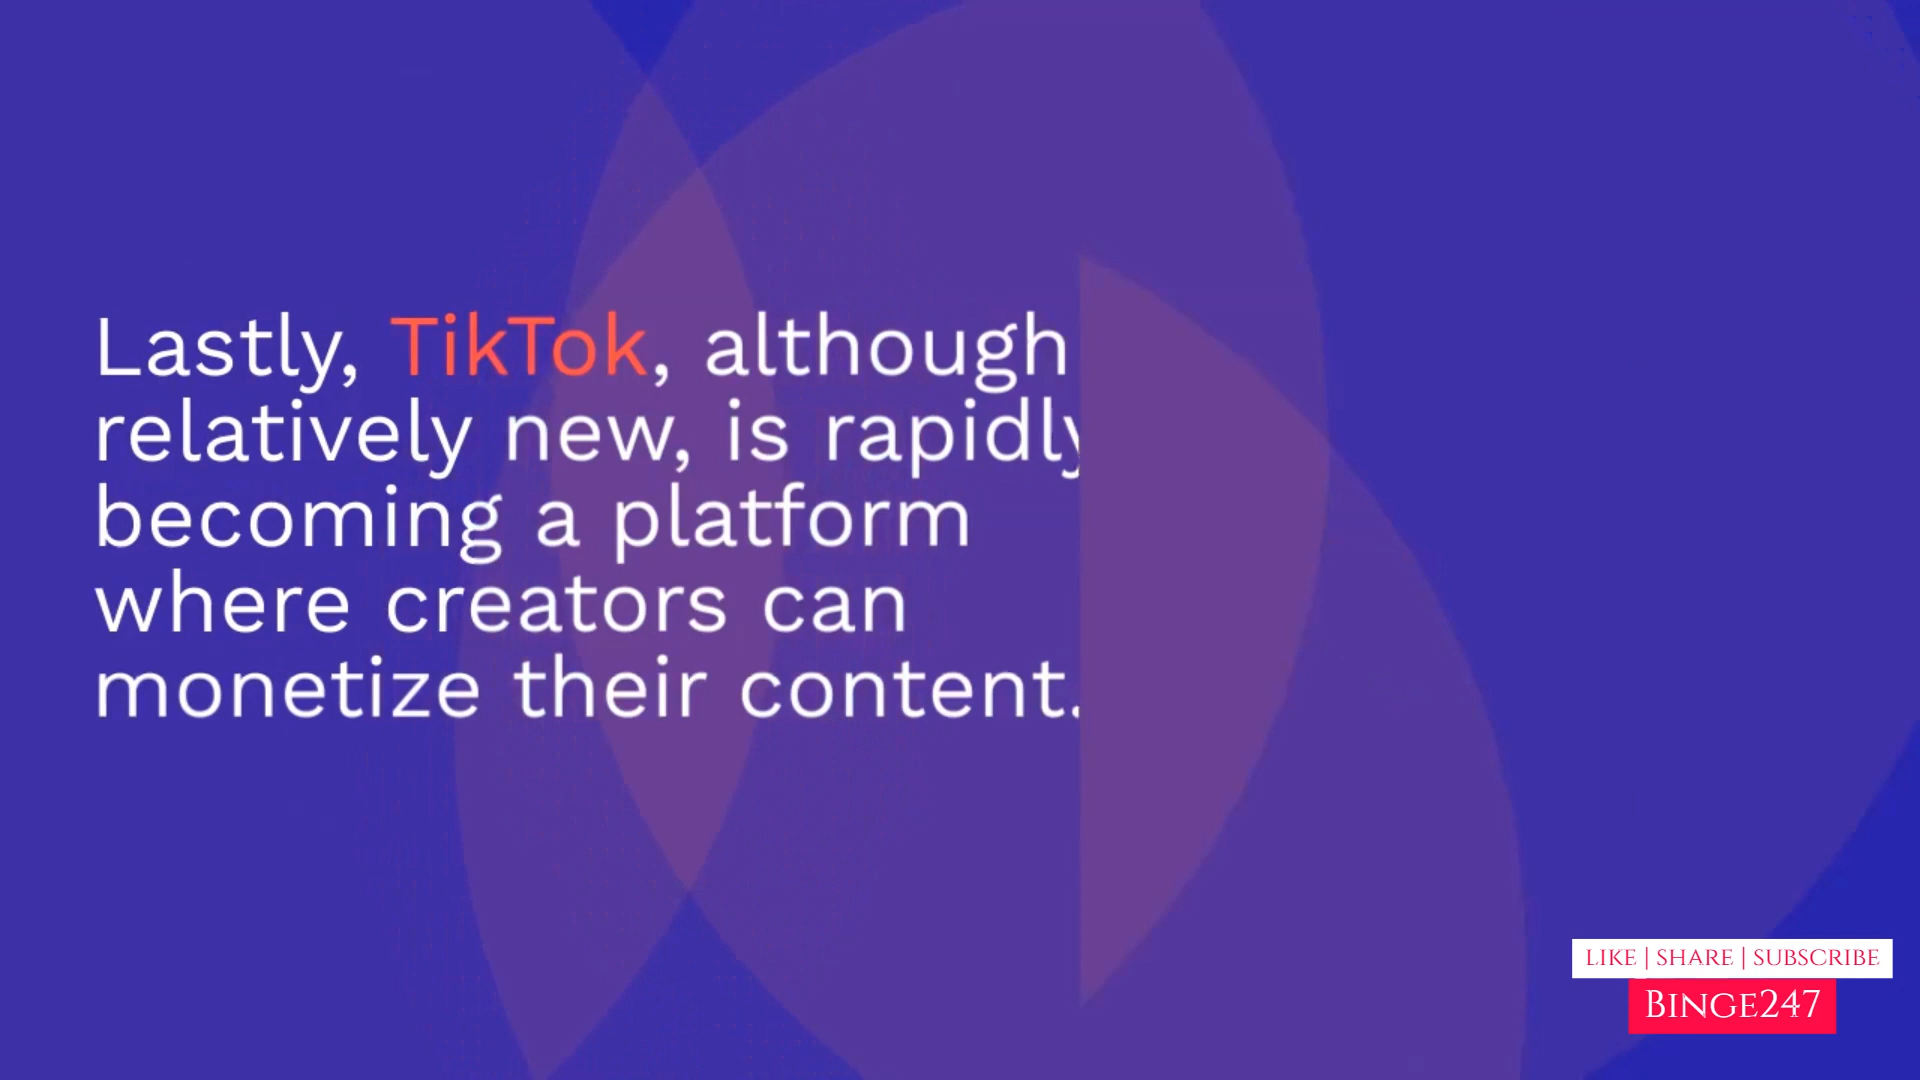 Lastly, TikTok, although
relatively new, is rapidly
becoming a platform
where creators can
monetize their content.
LIKE | SHARE | SUBSCRIBE
BINGE247